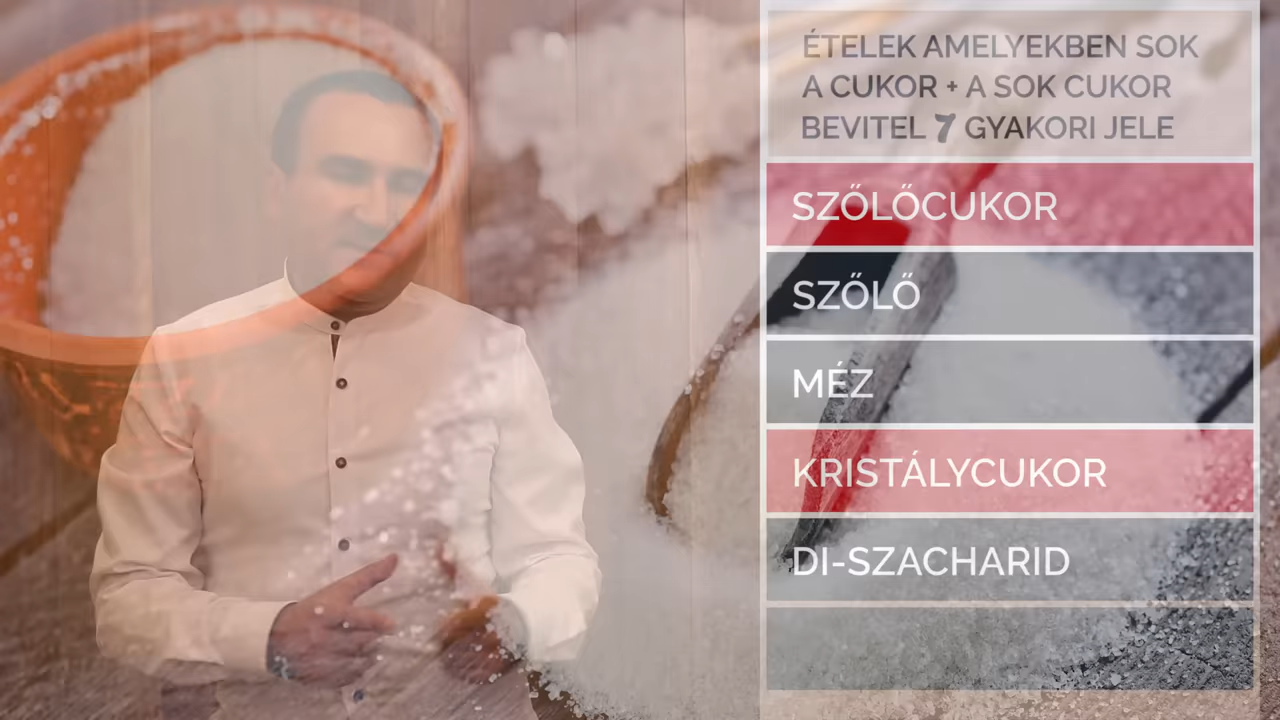 ÉTELEK AMELYEKBEN SOK
A CUKOR + A SOK CUKOR
BEVITEL 7 GYAKORI JELE
SZŐLŐCUKOR
SZŐLŐ
MÉZ
KRISTÁLYCUKOR
DI-SZACHARID